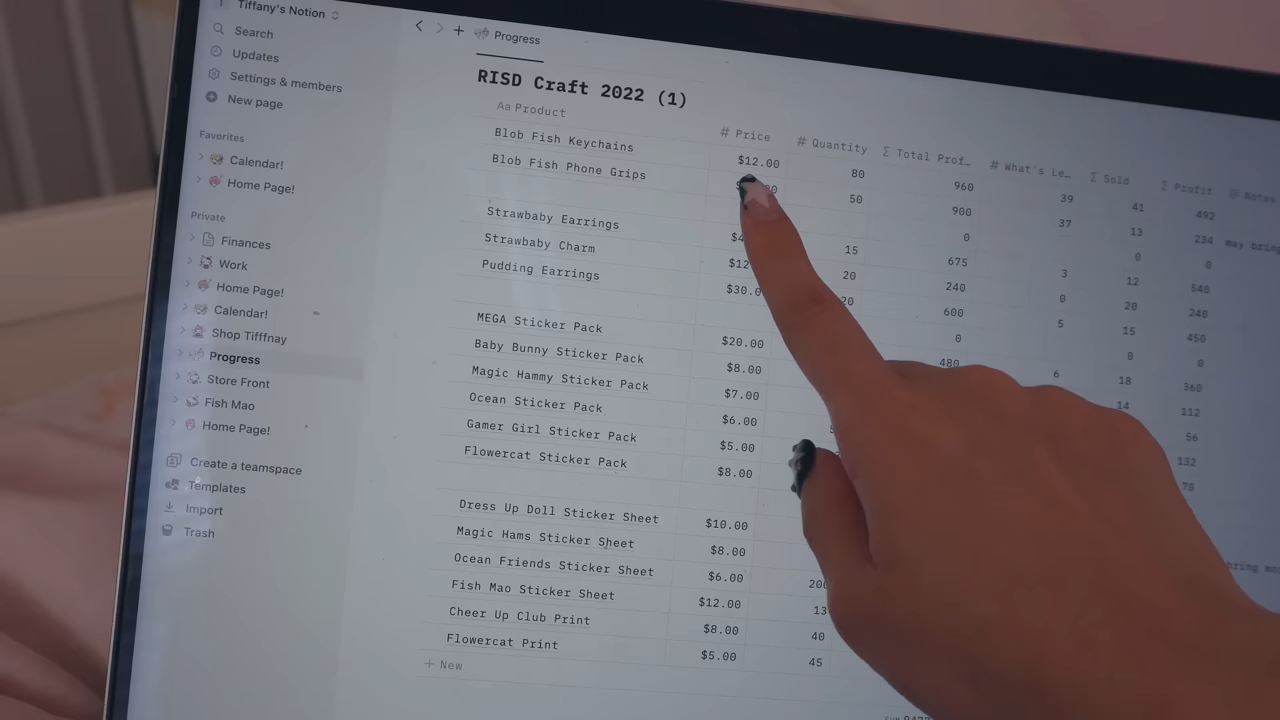 Tiffany's Notion
Search
Updates
Settings & members
New page
Favorites
Calendar!
Home Page!
Private
Finances
Work
Home Page!
Calendar!
Shop Tifffnay
Progress
Store Front
Fish Mao
Home Page!
Create a teamspace
Templates
Import
Trash
Progress
RISD Craft 2022 (1)
Aa Product # Price # Quantity Σ Total Prof… # What's Le… Σ Sold Σ Profit Notes
Blob Fish Keychains $12.00 80 960 39 41 492
Blob Fish Phone Grips 50 900 37 13 234 may bring
0 0 0
Strawbaby Earrings 15 675 3 12 540
Strawbaby Charm 20 240 0 20 240
Pudding Earrings $30.0 20 600 5 15 450
0 0 0
MEGA Sticker Pack $20.00 480 6 18 360
Baby Bunny Sticker Pack $8.00 14 112
Magic Hammy Sticker Pack $7.00 56
Ocean Sticker Pack $6.00 132
Gamer Girl Sticker Pack $5.00 70
Flowercat Sticker Pack $8.00
Dress Up Doll Sticker Sheet $10.00
Magic Hams Sticker Sheet $8.00
Ocean Friends Sticker Sheet $6.00 200
Fish Mao Sticker Sheet $12.00 13
Cheer Up Club Print $8.00 40
Flowercat Print $5.00 45
+ New